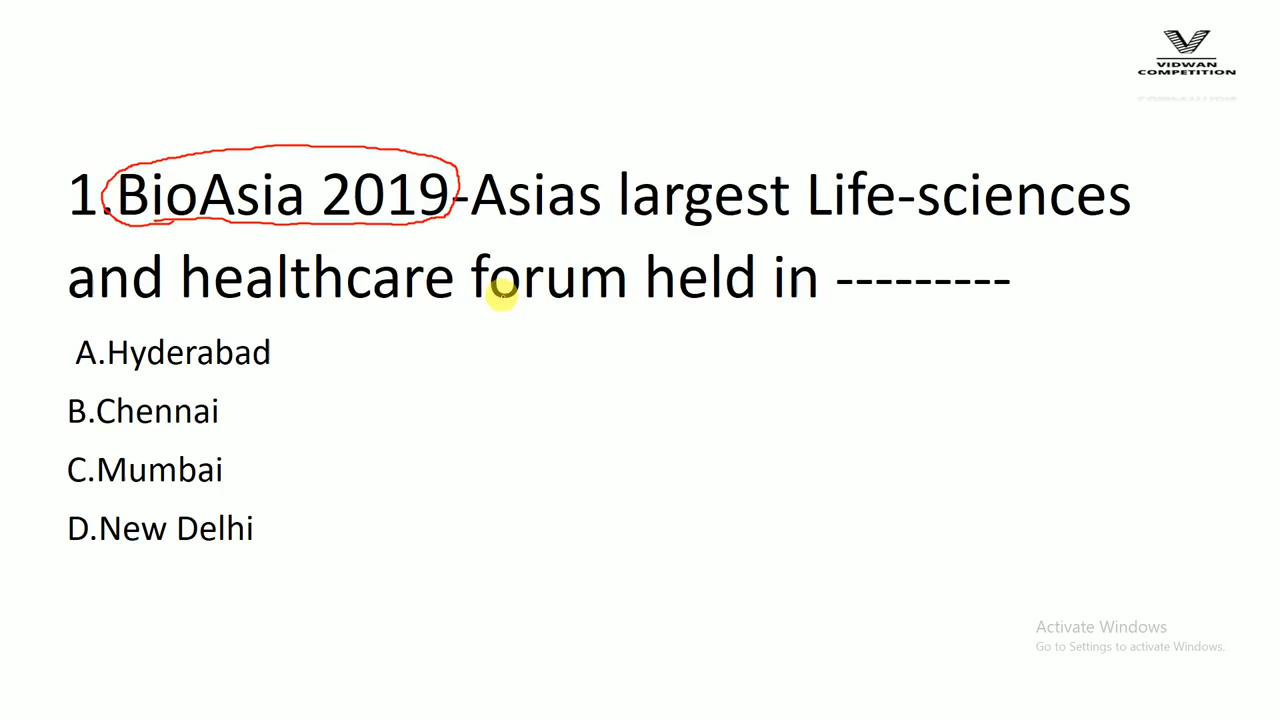 VIDWAN
COMPETITION
1.BioAsia 2019-Asias largest Life-sciences
and healthcare forum held in ---------
A.Hyderabad
B.Chennai
C.Mumbai
D.New Delhi
Activate Windows
Go to Settings to activate Windows.